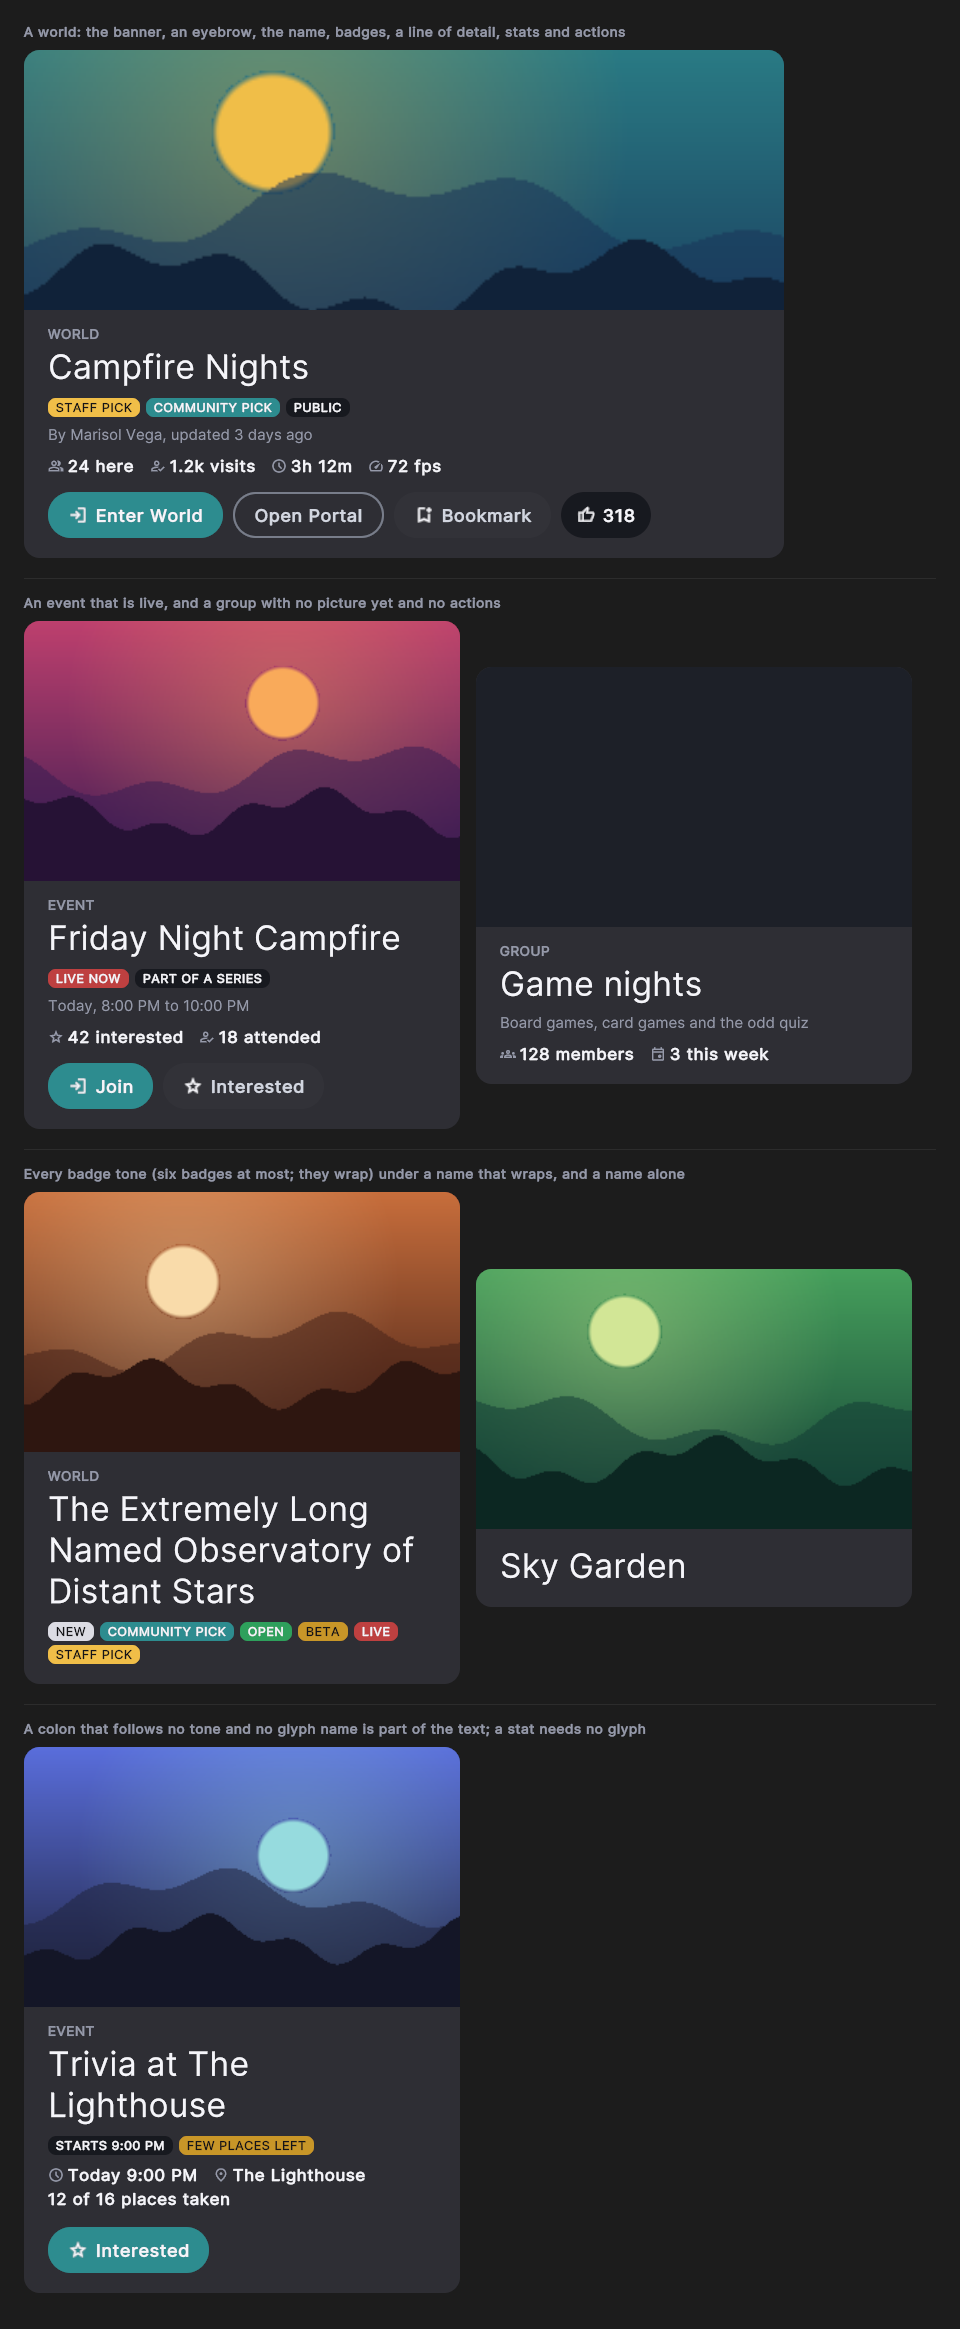 A world: the banner, an eyebrow, the name, badges, a line of detail, stats and actions
WORLD
Campfire Nights
STAFF PICK COMMUNITY PICK PUBLIC
By Marisol Vega, updated 3 days ago
24 here 1.2k visits 3h 12m 72 fps
Enter World Open Portal Bookmark 318
An event that is live, and a group with no picture yet and no actions
EVENT
Friday Night Campfire
LIVE NOW PART OF A SERIES
Today, 8:00 PM to 10:00 PM
42 interested 18 attended
Join Interested
GROUP
Game nights
Board games, card games and the odd quiz
128 members 3 this week
Every badge tone (six badges at most; they wrap) under a name that wraps, and a name alone
WORLD
The Extremely Long
Named Observatory of
Distant Stars
NEW COMMUNITY PICK OPEN BETA LIVE
STAFF PICK
Sky Garden
A colon that follows no tone and no glyph name is part of the text; a stat needs no glyph
EVENT
Trivia at The
Lighthouse
STARTS 9:00 PM FEW PLACES LEFT
Today 9:00 PM The Lighthouse
12 of 16 places taken
Interested